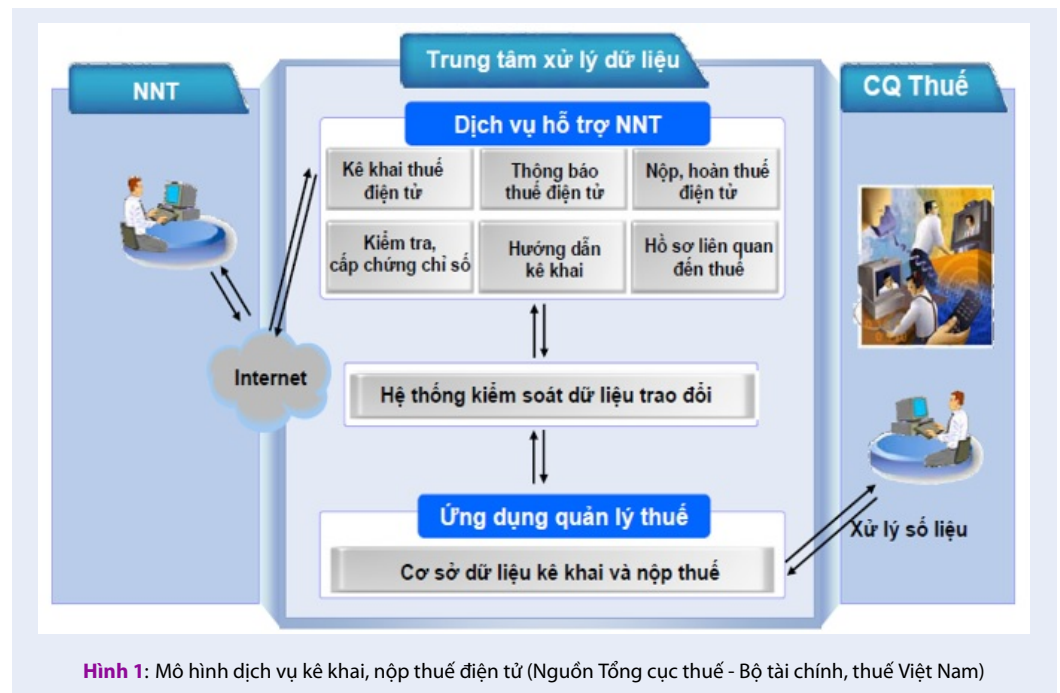 Trung tâm xử lý dữ liệu
NNT
CQ Thuế
Dịch vụ hỗ trợ NNT
Kê khai thuế
điện tử
Thông báo
thuế điện tử
Nộp, hoàn thuế
điện tử
Kiểm tra,
cấp chứng chỉ số
Hướng dẫn
kê khai
Hồ sơ liên quan
đến thuế
Internet
Hệ thống kiểm soát dữ liệu trao đổi
Ứng dụng quản lý thuế
Cơ sở dữ liệu kê khai và nộp thuế
Xử lý số liệu
Hình 1: Mô hình dịch vụ kê khai, nộp thuế điện tử (Nguồn Tổng cục thuế - Bộ tài chính, thuế Việt Nam)